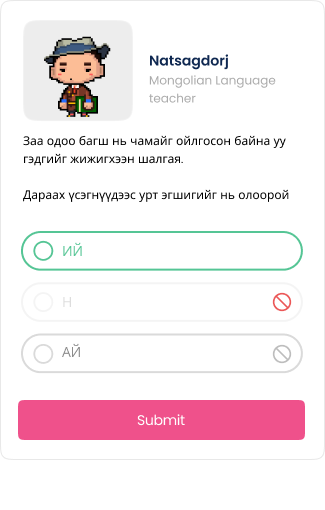 Natsagdorj
Mongolian Language
teacher
Заа одоо багш нь чамайг ойлгосон байна уу
гэдгийг жижигхээн шалгая.
Дараах үсэгнүүдээс урт эгшигийг нь олоорой
ИЙ
Н
АЙ
Submit